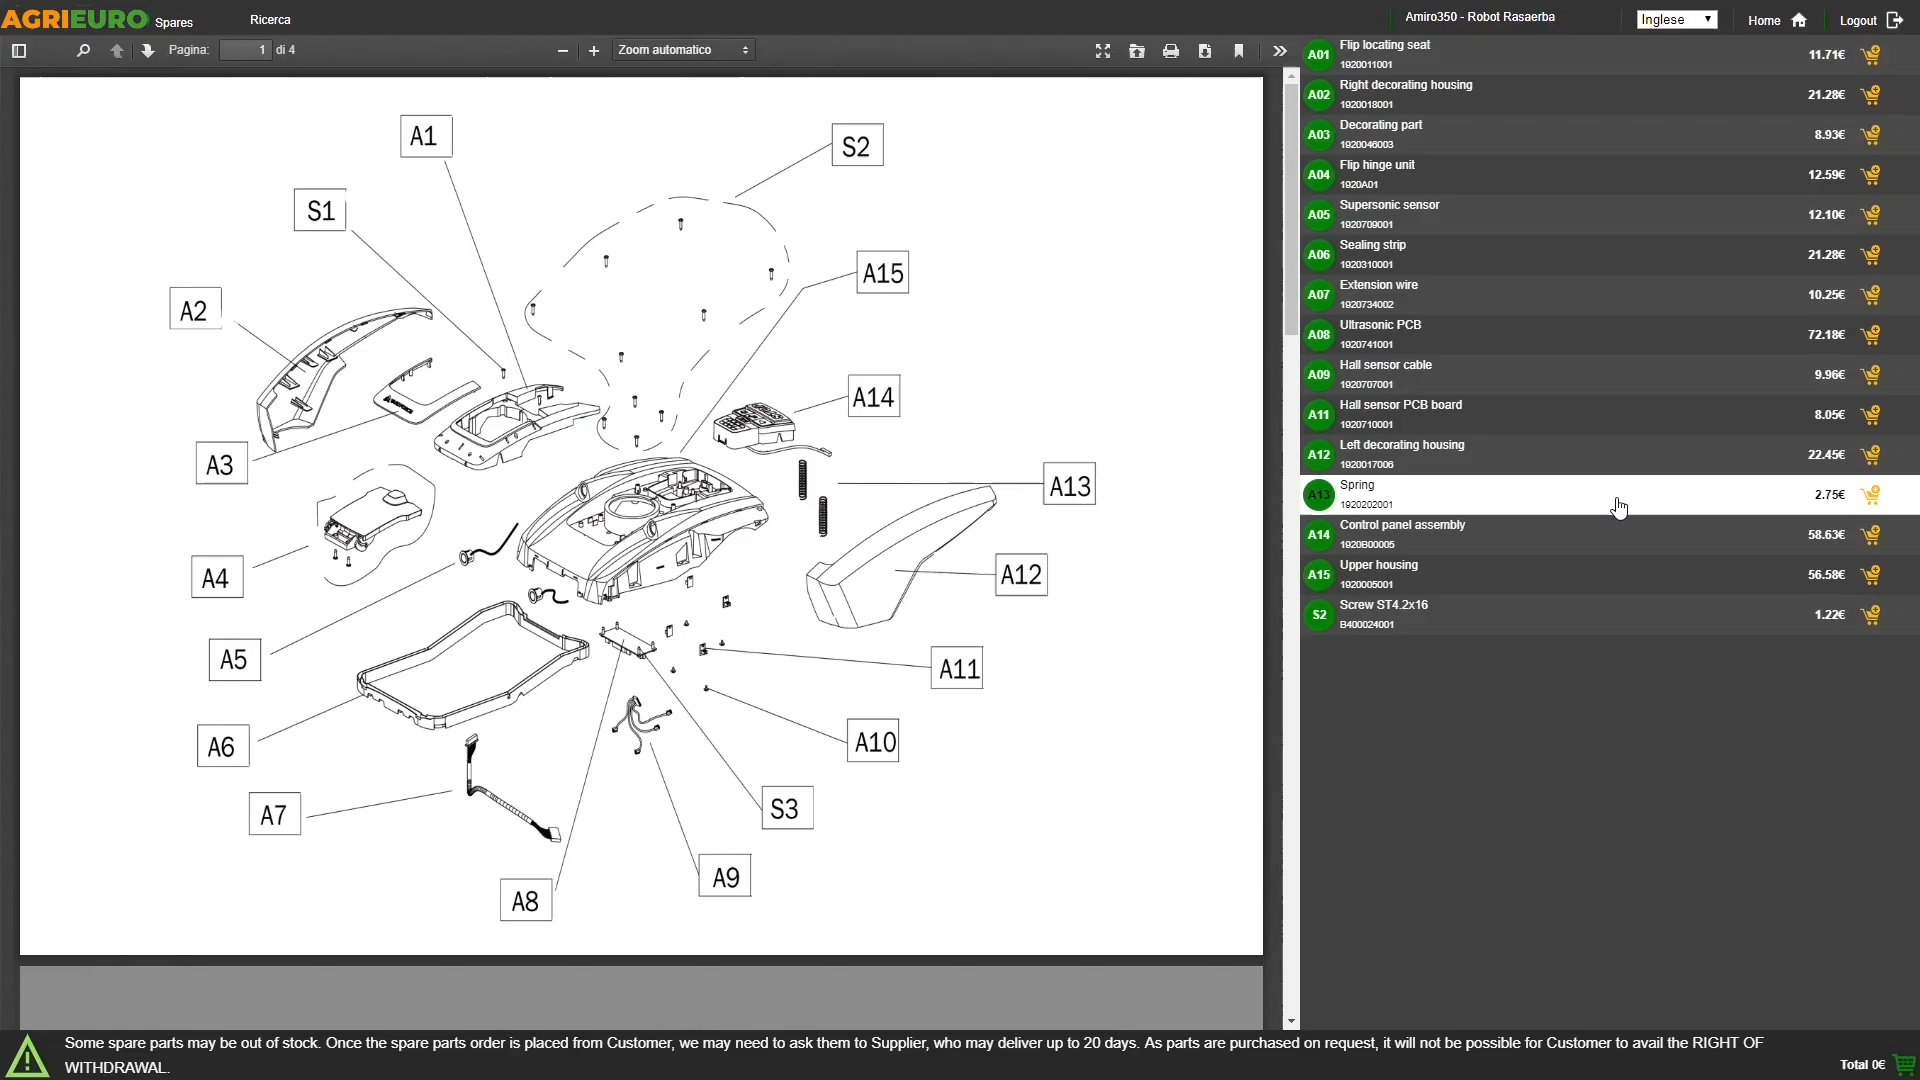 AGRIEURO Spares
Ricerca
Amiro350 - Robot Rasaerba
Inglese
Home
Logout
Pagina: 1 di 4
Zoom automatico
A1
S2
S1
A15
A2
A14
A3
A13
A4
A12
A5
A11
A6
A10
A7
S3
A9
A8
A01 Flip locating seat 11.71€
1920011001
A02 Right decorating housing 21.28€
1920018001
A03 Decorating part 8.93€
1920046003
A04 Flip hinge unit 12.59€
1920A01
A05 Supersonic sensor 12.10€
1920709001
A06 Sealing strip 21.28€
1920310001
A07 Extension wire 10.25€
1920734002
A08 Ultrasonic PCB 72.18€
1920741001
A09 Hall sensor cable 9.96€
1920707001
A11 Hall sensor PCB board 8.05€
1920710001
A12 Left decorating housing 22.45€
1920017006
A13 Spring 2.75€
1920202001
A14 Control panel assembly 58.63€
1920B00005
A15 Upper housing 56.58€
1920005001
S2 Screw ST4.2x16 1.22€
B400024001
Some spare parts may be out of stock. Once the spare parts order is placed from Customer, we may need to ask them to Supplier, who may deliver up to 20 days. As parts are purchased on request, it will not be possible for Customer to avail the RIGHT OF
WITHDRAWAL.
Total 0€